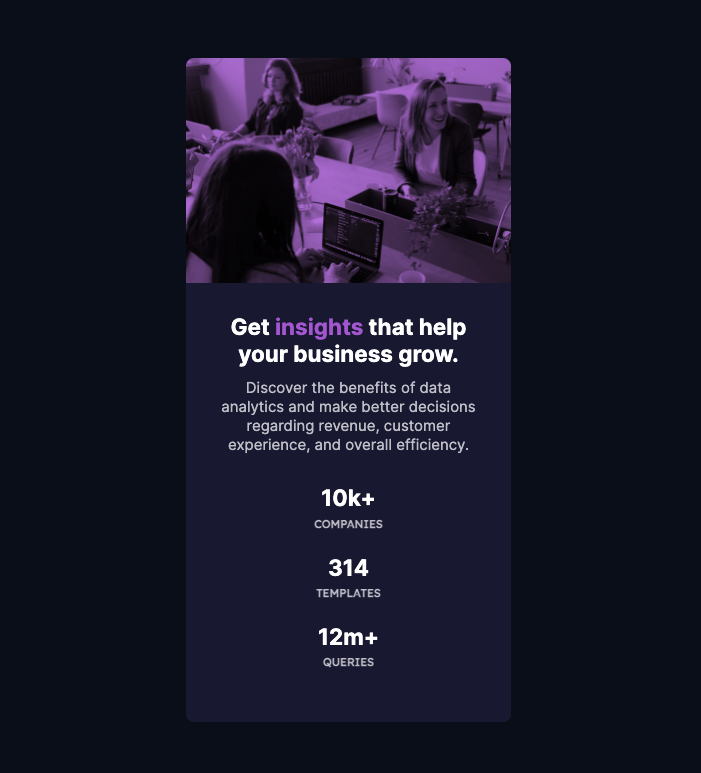 Get insights that help
your business grow.
Discover the benefits of data
analytics and make better decisions
regarding revenue, customer
experience, and overall efficiency.
10k+
COMPANIES
314
TEMPLATES
12m+
QUERIES